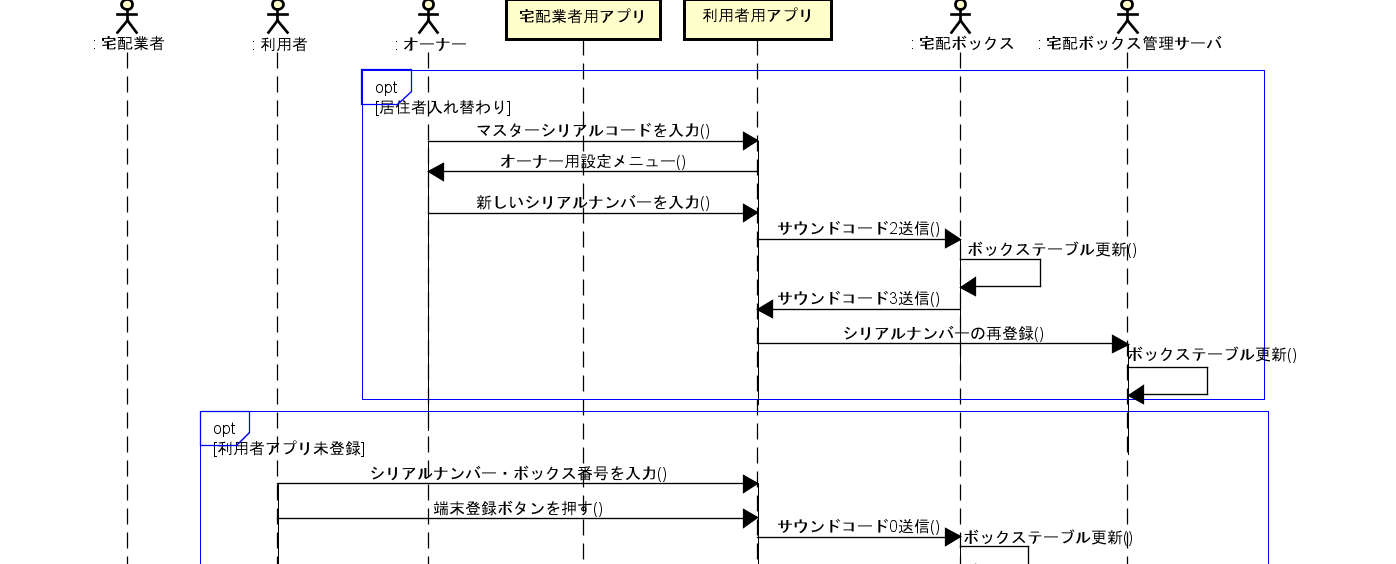 : 宅配業者
: 利用者
: オーナー
宅配業者用アプリ
利用者用アプリ
: 宅配ボックス
: 宅配ボックス管理サーバ
opt
[居住者入れ替わり]
マスターシリアルコードを入力()
オーナー用設定メニュー()
新しいシリアルナンバーを入力()
サウンドコード2送信()
ボックステーブル更新()
サウンドコード3送信()
シリアルナンバーの再登録()
ボックステーブル更新()
opt
[利用者アプリ未登録]
シリアルナンバー・ボックス番号を入力()
端末登録ボタンを押す()
サウンドコード0送信()
ボックステーブル更新()